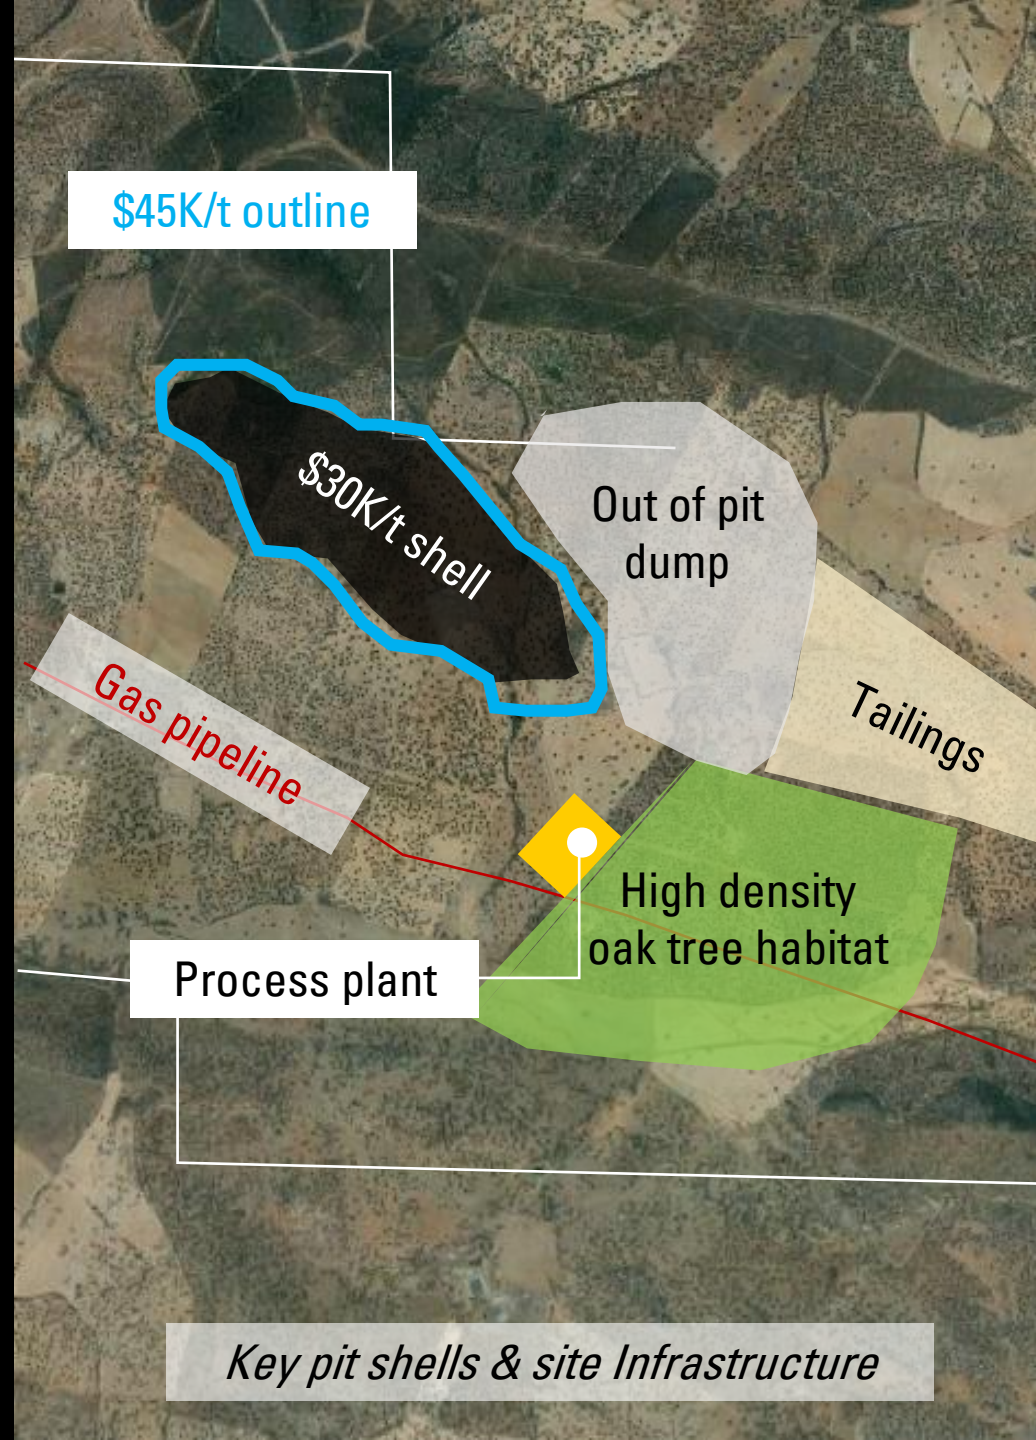 $45K/t outline
$30K/t shell
Out of pit
dump
Gas pipeline
Tailings
High density
oak tree habitat
Process plant
Key pit shells & site Infrastructure